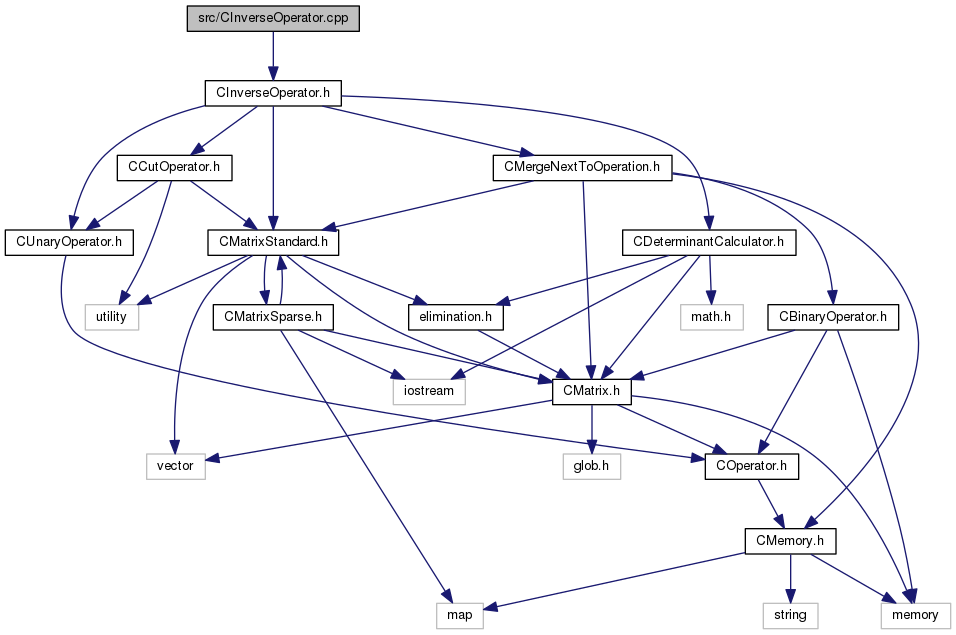 src/CInverseOperator.cpp
CInverseOperator.h
CCutOperator.h
CMergeNextToOperation.h
CUnaryOperator.h
CMatrixStandard.h
CDeterminantCalculator.h
utility
CMatrixSparse.h
elimination.h
math.h
CBinaryOperator.h
iostream
CMatrix.h
vector
glob.h
COperator.h
CMemory.h
map
string
memory